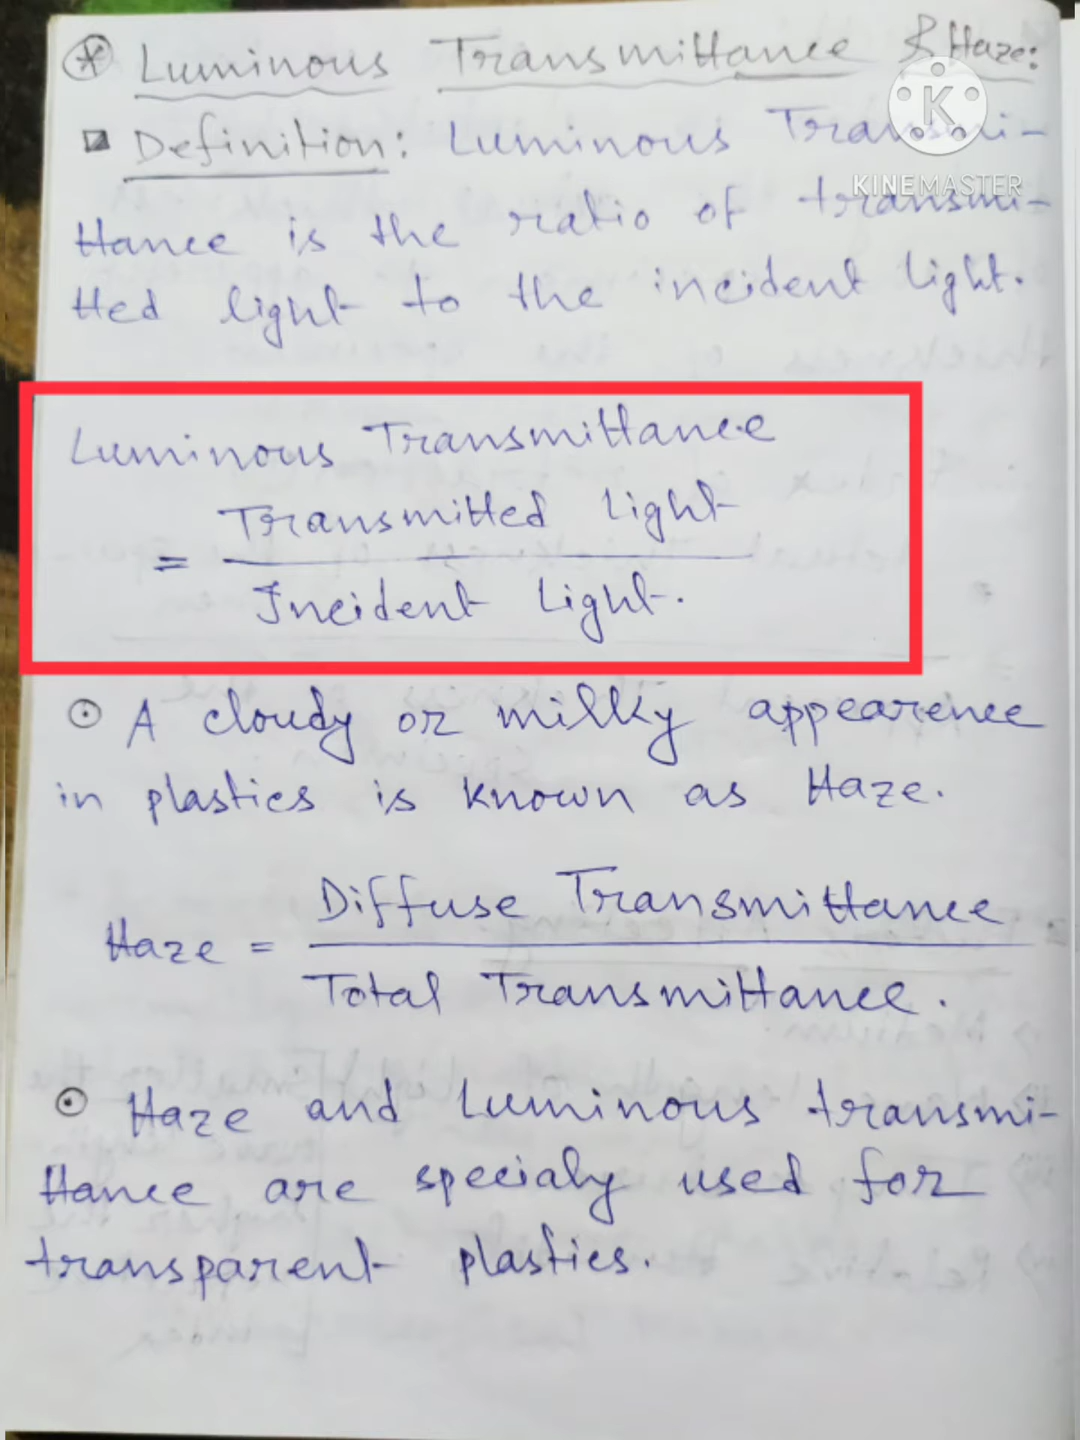 * Luminous Transmittance & Haze:
Definition: Luminous Transmi-
KINEMASTER
ttance is the ratio of transmi-
tted light to the incident light.
Luminous Transmittance
Transmitted Light
=
Incident Light.
A cloudy or milky appearence
in plastics is known as Haze.
Diffuse Transmittance
Haze =
Total Transmittance.
Haze and Luminous transmi-
ttance are specialy used for
transparent plastics.